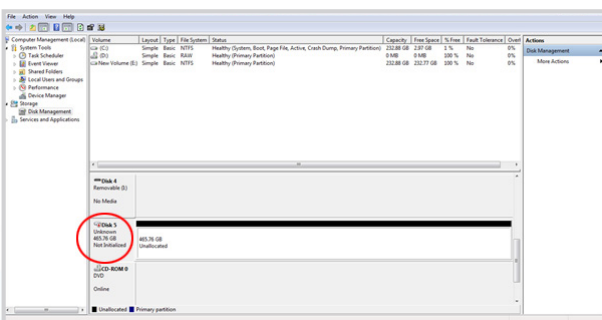 File Action View Help
Computer Management (Local)
System Tools
Task Scheduler
Event Viewer
Shared Folders
Local Users and Groups
Performance
Device Manager
Storage
Disk Management
Services and Applications
Volume Layout Type File System Status Capacity Free Space % Free Fault Tolerance Overl
(C:) Simple Basic NTFS Healthy (System, Boot, Page File, Active, Crash Dump, Primary Partition) 232.88 GB 2.97 GB 1 % No 0%
(D:) Simple Basic RAW Healthy (Primary Partition) 0 MB 0 MB 100 % No 0%
New Volume (E:) Simple Basic NTFS Healthy (Primary Partition) 232.88 GB 232.77 GB 100 % No 0%
Disk 4
Removable (I:)
No Media
Disk 5
Unknown
465.76 GB
Not Initialized
465.76 GB
Unallocated
CD-ROM 0
DVD
Online
Unallocated Primary partition
Actions
Disk Management
More Actions